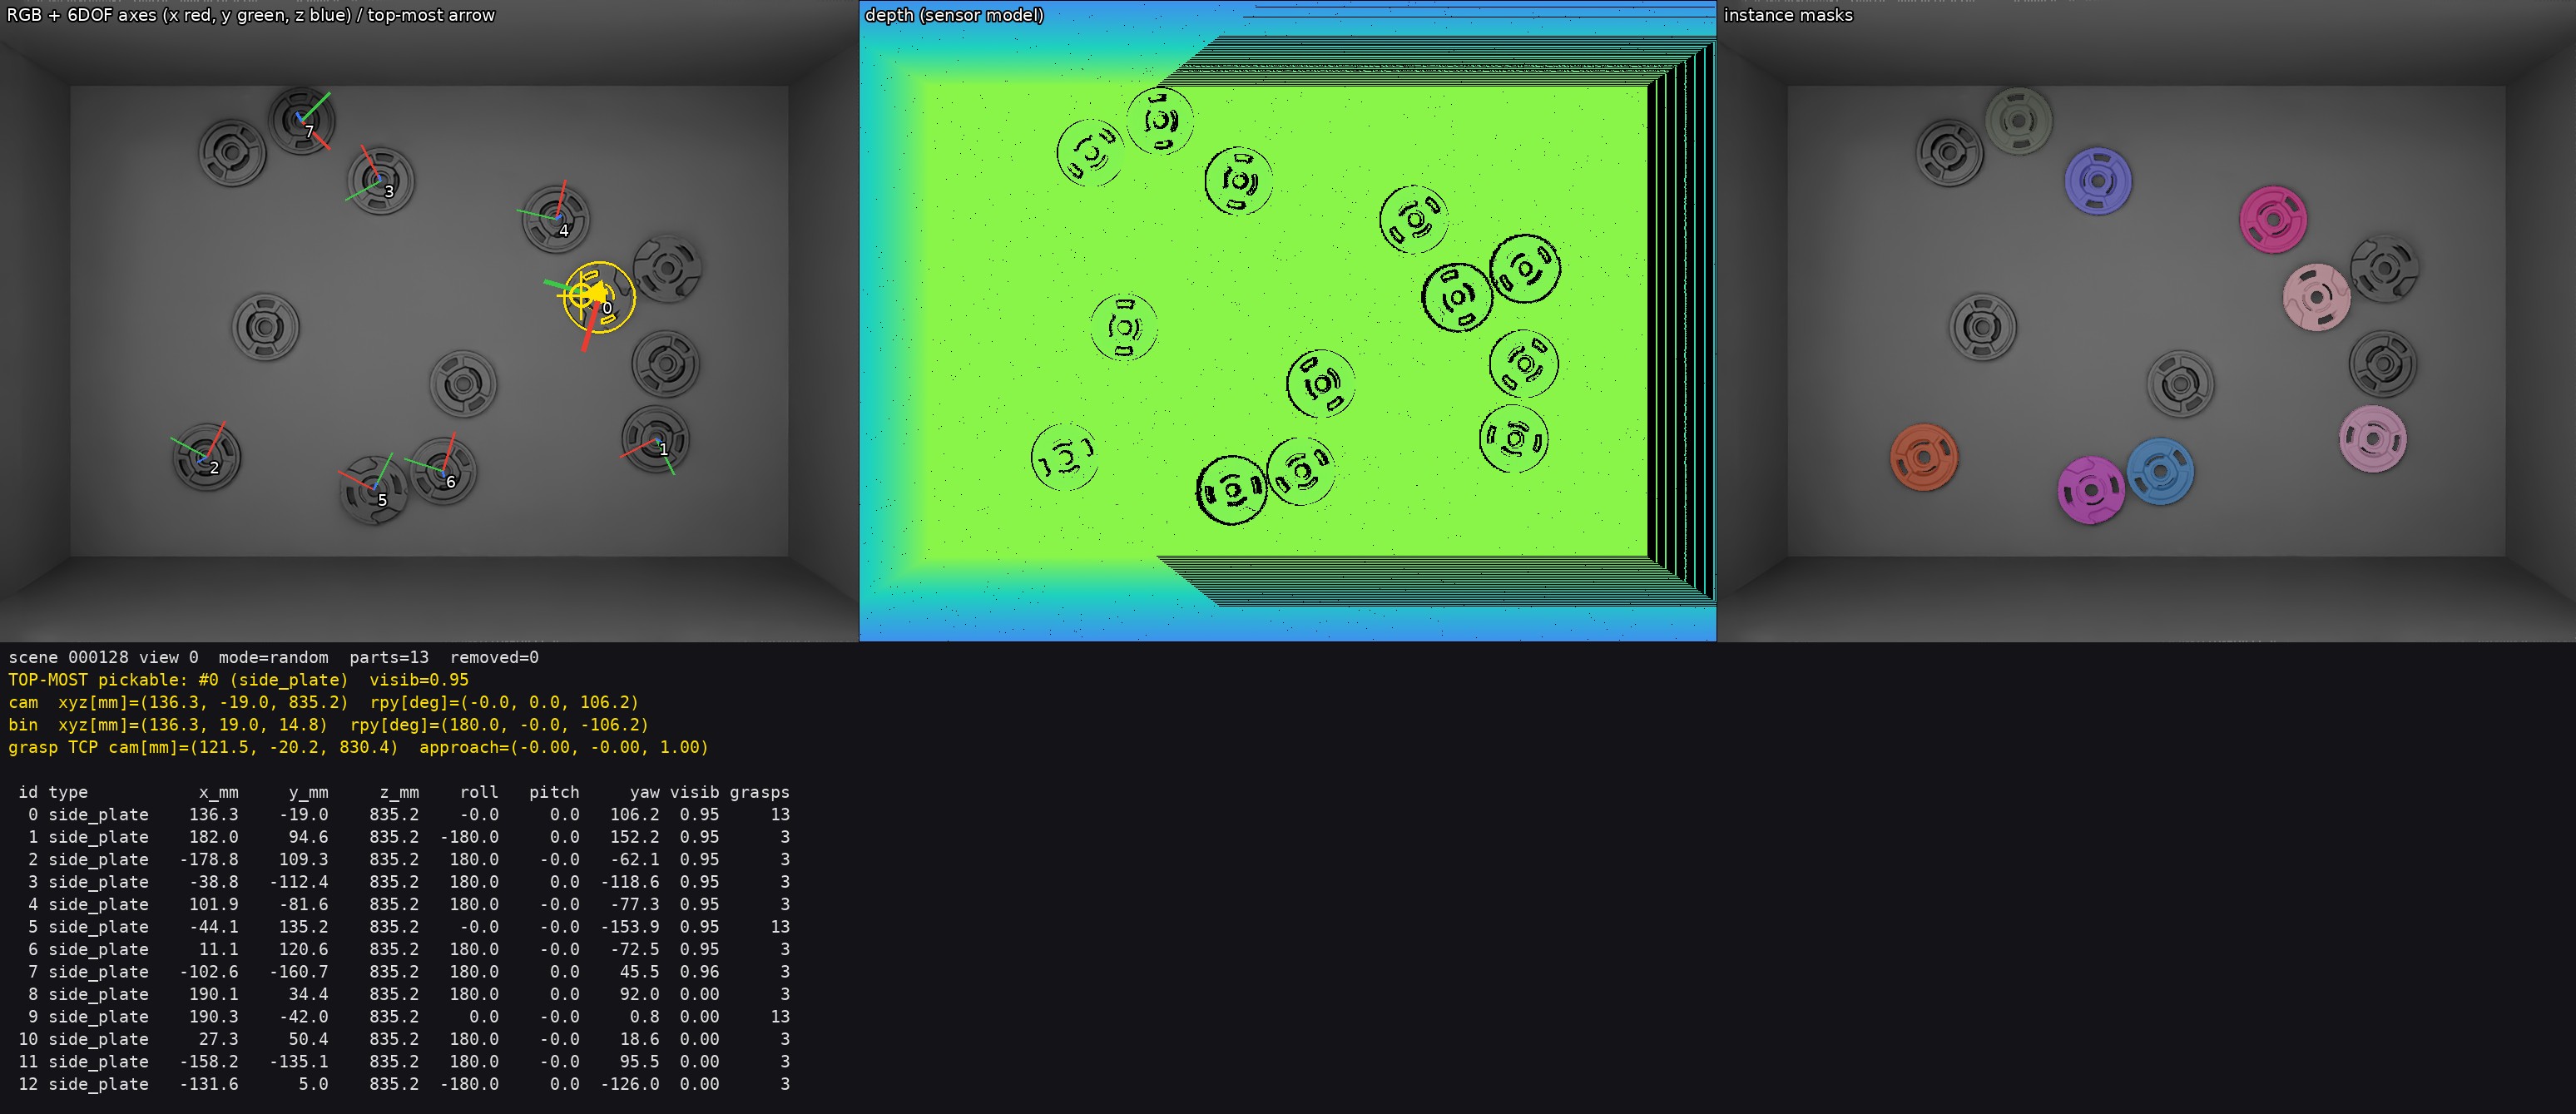 RGB + 6DOF axes (x red, y green, z blue) / top-most arrow
depth (sensor model)
instance masks
7
3
4
0
1
2
6
5
scene 000128 view 0  mode=random  parts=13  removed=0
TOP-MOST pickable: #0 (side_plate)  visib=0.95
cam  xyz[mm]=(136.3, -19.0, 835.2)  rpy[deg]=(-0.0, 0.0, 106.2)
bin  xyz[mm]=(136.3, 19.0, 14.8)  rpy[deg]=(180.0, -0.0, -106.2)
grasp TCP cam[mm]=(121.5, -20.2, 830.4)  approach=(-0.00, -0.00, 1.00)
id type x_mm y_mm z_mm roll pitch yaw visib grasps
0 side_plate 136.3 -19.0 835.2 -0.0 0.0 106.2 0.95 13
1 side_plate 182.0 94.6 835.2 -180.0 0.0 152.2 0.95 3
2 side_plate -178.8 109.3 835.2 180.0 -0.0 -62.1 0.95 3
3 side_plate -38.8 -112.4 835.2 180.0 0.0 -118.6 0.95 3
4 side_plate 101.9 -81.6 835.2 180.0 -0.0 -77.3 0.95 3
5 side_plate -44.1 135.2 835.2 -0.0 -0.0 -153.9 0.95 13
6 side_plate 11.1 120.6 835.2 180.0 -0.0 -72.5 0.95 3
7 side_plate -102.6 -160.7 835.2 180.0 0.0 45.5 0.96 3
8 side_plate 190.1 34.4 835.2 180.0 0.0 92.0 0.00 3
9 side_plate 190.3 -42.0 835.2 0.0 -0.0 0.8 0.00 13
10 side_plate 27.3 50.4 835.2 180.0 -0.0 18.6 0.00 3
11 side_plate -158.2 -135.1 835.2 180.0 -0.0 95.5 0.00 3
12 side_plate -131.6 5.0 835.2 -180.0 0.0 -126.0 0.00 3